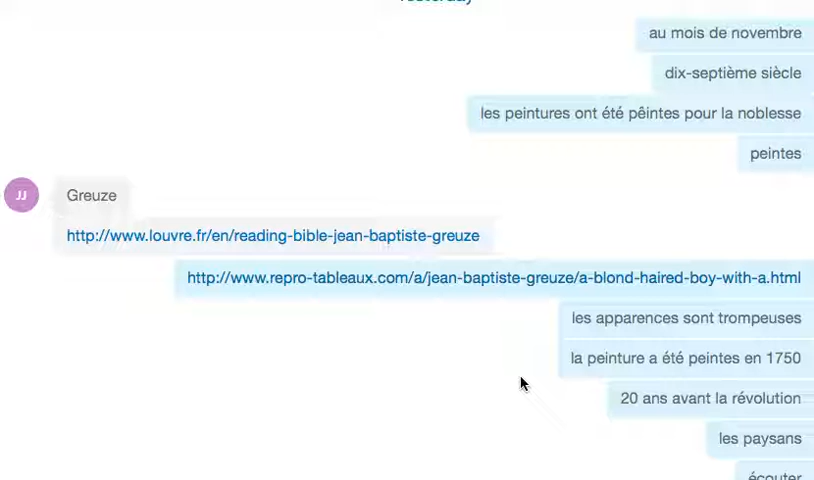 Yesterday
au mois de novembre
dix-septième siècle
les peintures ont été pêintes pour la noblesse
peintes
JJ
Greuze
http://www.louvre.fr/en/reading-bible-jean-baptiste-greuze
http://www.repro-tableaux.com/a/jean-baptiste-greuze/a-blond-haired-boy-with-a.html
les apparences sont trompeuses
la peinture a été peintes en 1750
20 ans avant la révolution
les paysans
écouter